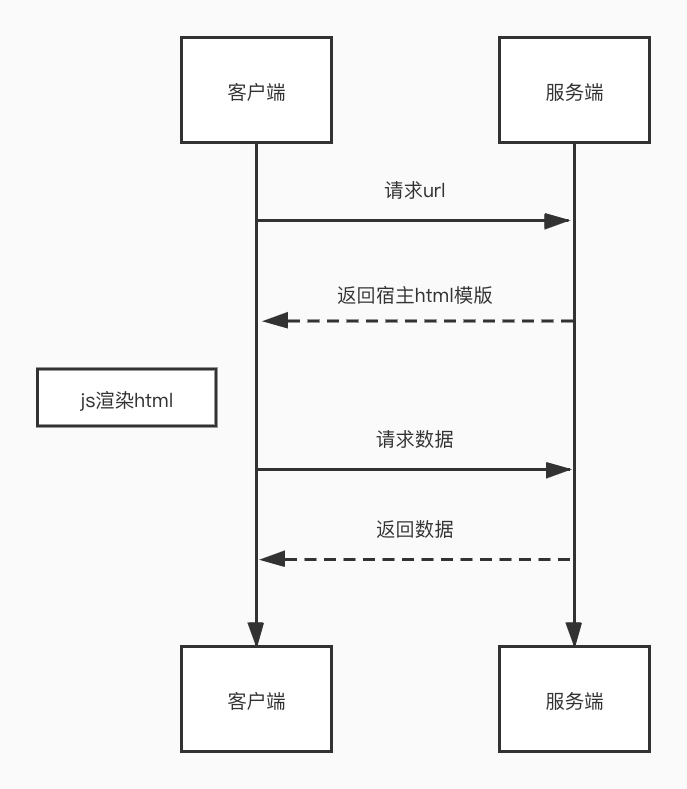 客户端
服务端
请求url
返回宿主html模版
js渲染html
请求数据
返回数据
客户端
服务端